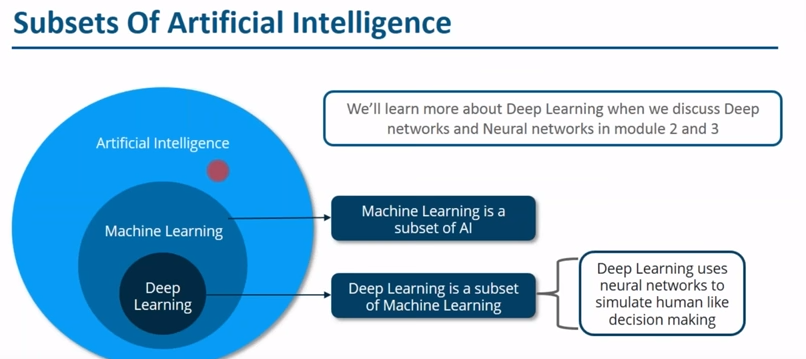 Subsets Of Artificial Intelligence
We'll learn more about Deep Learning when we discuss Deep
networks and Neural networks in module 2 and 3
Artificial Intelligence
Machine Learning
Machine Learning is a
subset of AI
Deep
Learning
Deep Learning is a subset
of Machine Learning
Deep Learning uses
neural networks to
simulate human like
decision making